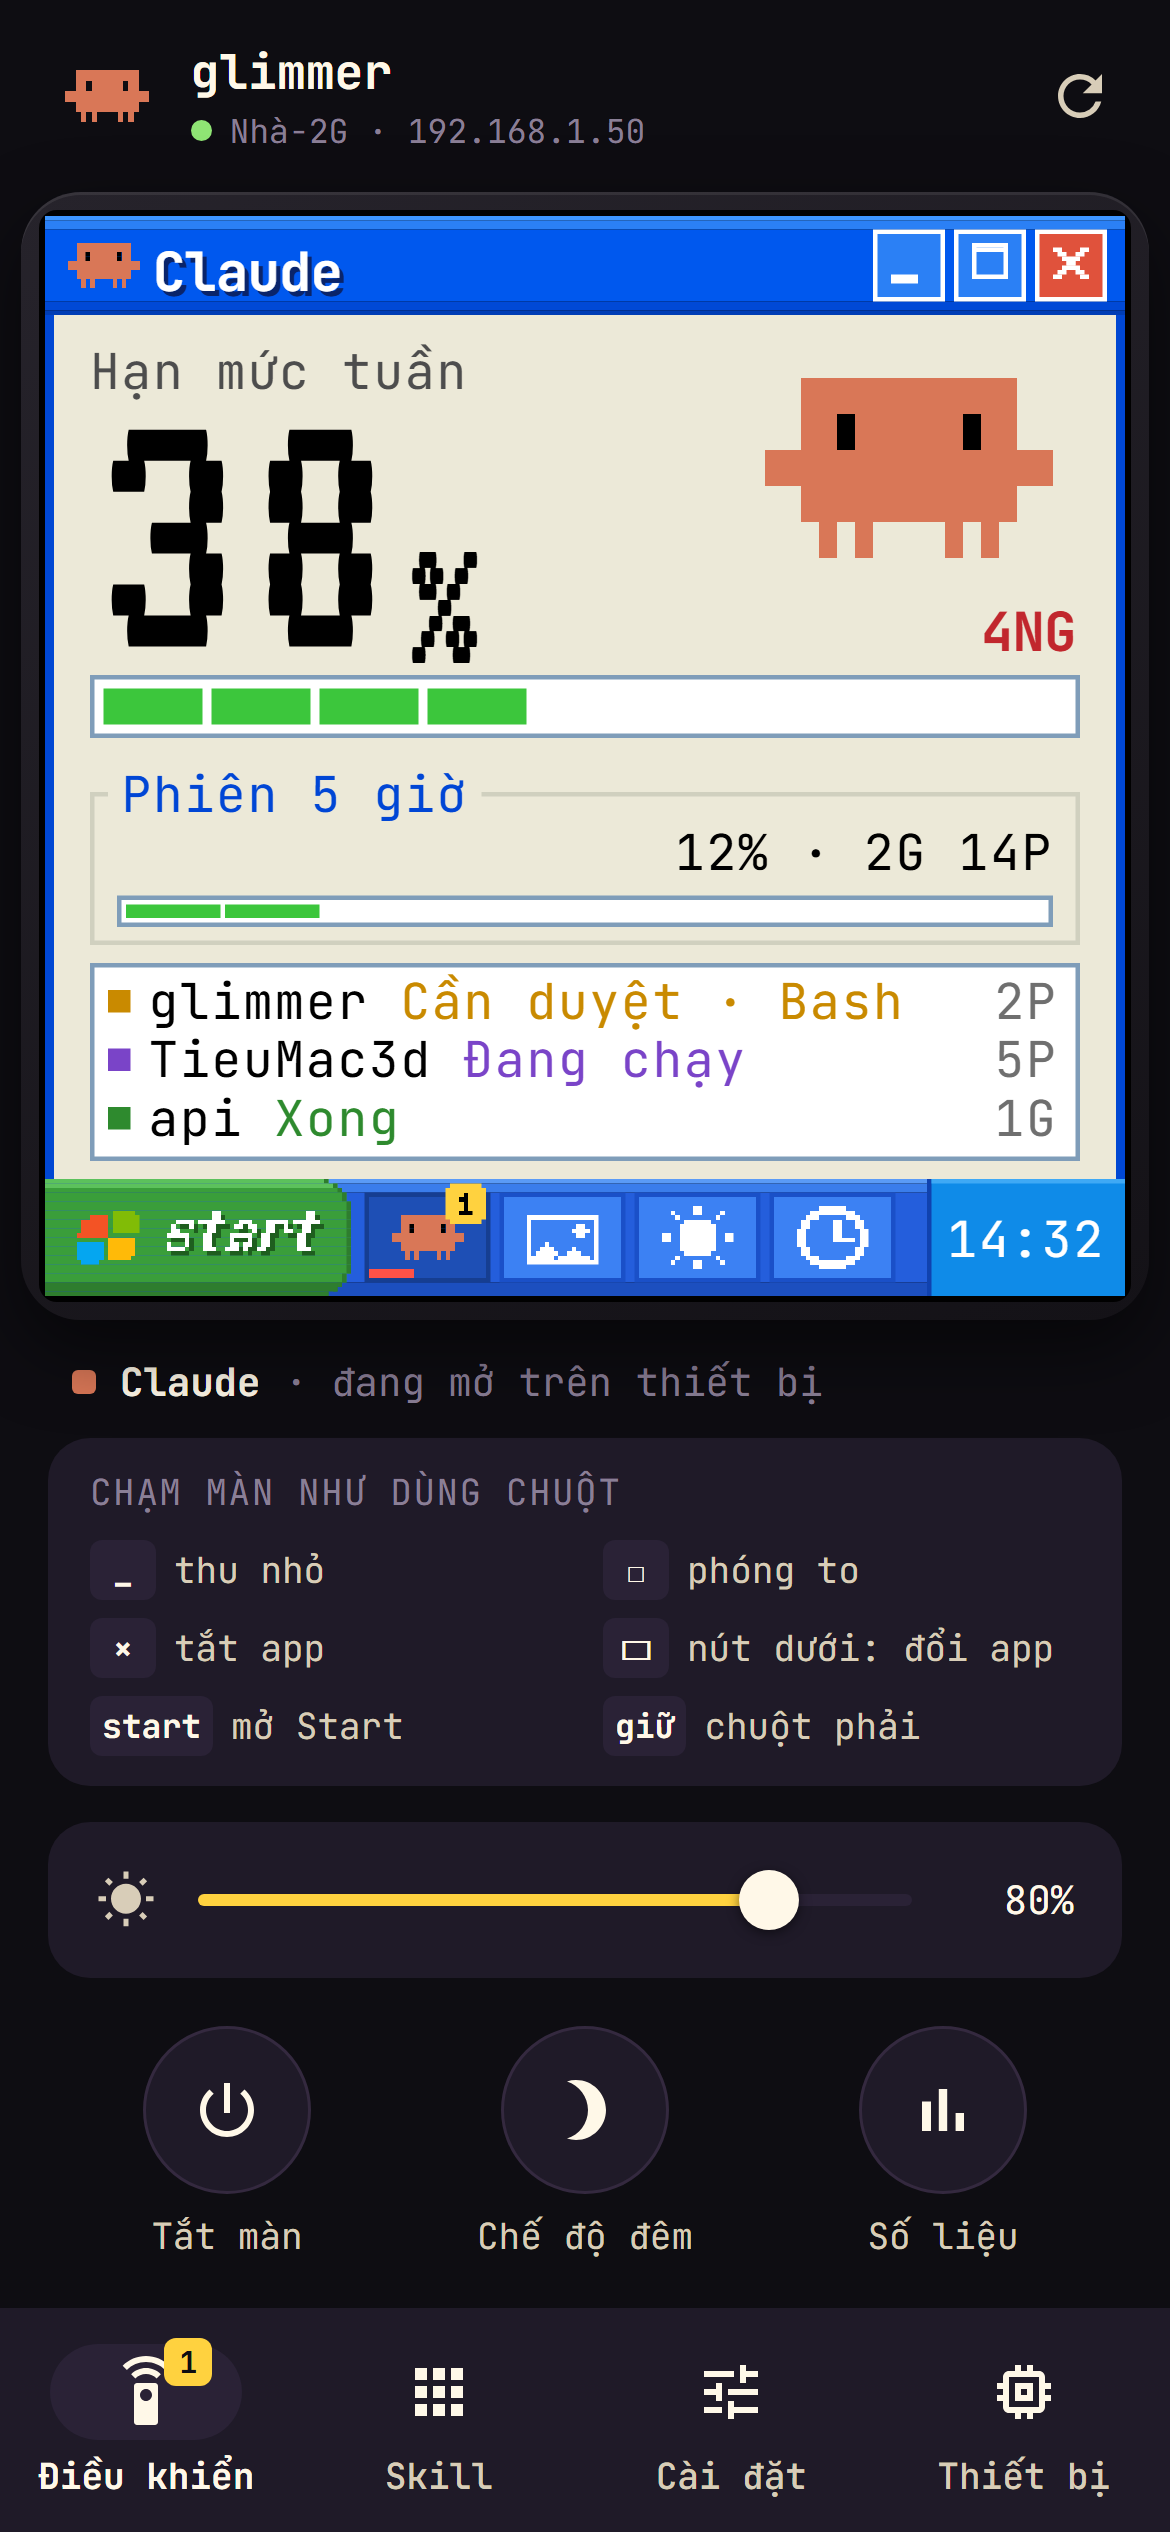 glimmer
Nhà-2G · 192.168.1.50
Claude
Hạn mức tuần
38%
4NG
Phiên 5 giờ
12% · 2G 14P
glimmer Cần duyệt · Bash 2P
TieuMac3d Đang chạy 5P
api Xong 1G
start 1 14:32
Claude · đang mở trên thiết bị
CHẠM MÀN NHƯ DÙNG CHUỘT
_ thu nhỏ □ phóng to
× tắt app ▭ nút dưới: đổi app
start mở Start giữ chuột phải
80%
Tắt màn Chế độ đêm Số liệu
1
Điều khiển Skill Cài đặt Thiết bị